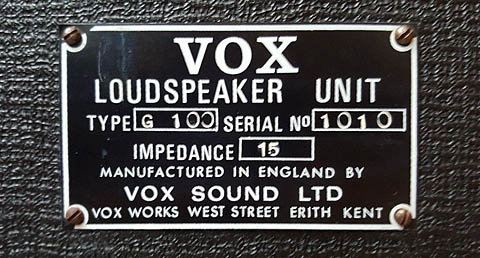 VOX
LOUDSPEAKER UNIT
TYPE G 100 SERIAL No 1010
IMPEDANCE 15
MANUFACTURED IN ENGLAND BY
VOX SOUND LTD
VOX WORKS WEST STREET ERITH KENT